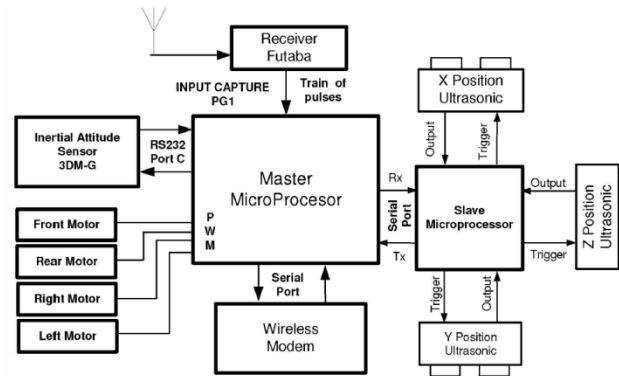 Receiver
Futaba
INPUT CAPTURE
PG1
Train of
pulses
X Position
Ultrasonic
Inertial Attitude
Sensor
3DM-G
RS232
Port C
Master
MicroProcesor
Output
Trigger
Rx
Serial Port
Tx
Slave
Microprocessor
Output
Trigger
Z Position
Ultrasonic
Front Motor
Rear Motor
Right Motor
Left Motor
P
W
M
Serial
Port
Wireless
Modem
Trigger
Output
Y Position
Ultrasonic